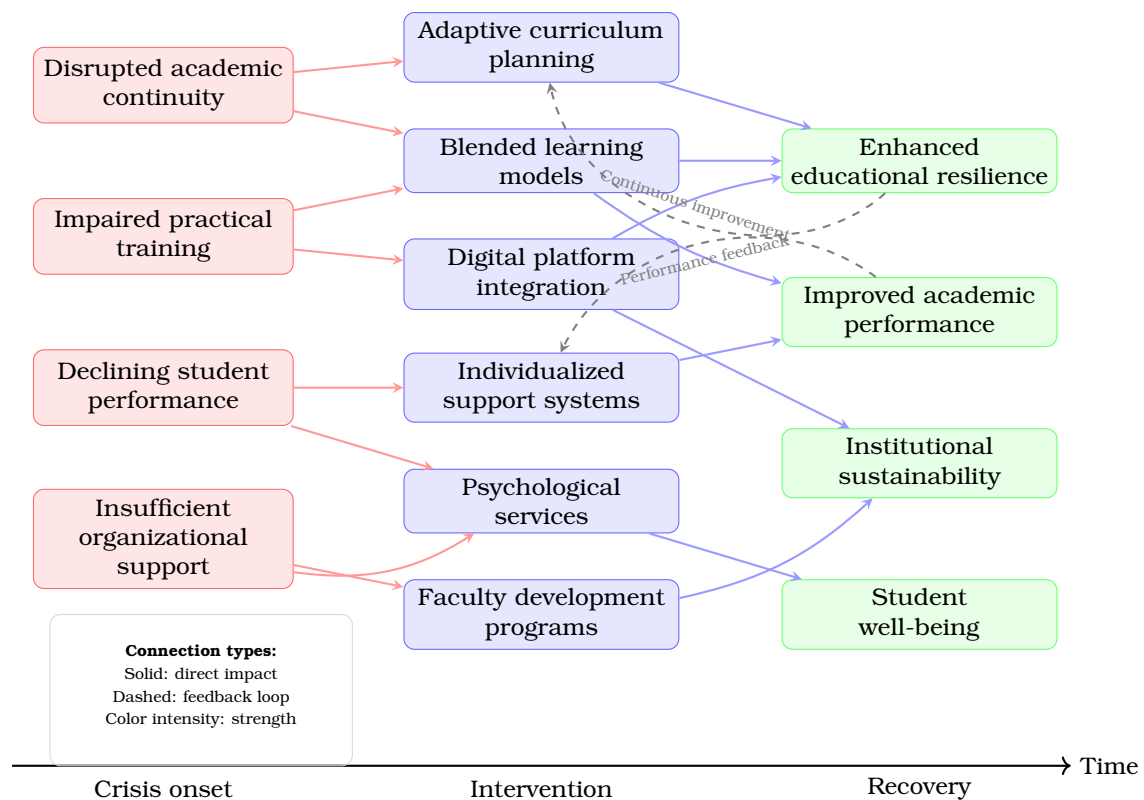 Disrupted academic
continuity
Impaired practical
training
Declining student
performance
Insufficient
organizational
support
Adaptive curriculum
planning
Blended learning
models
Digital platform
integration
Individualized
support systems
Psychological
services
Faculty development
programs
Enhanced
educational resilience
Improved academic
performance
Institutional
sustainability
Student
well-being
Continuous improvement
Performance feedback
Connection types:
Solid: direct impact
Dashed: feedback loop
Color intensity: strength
Crisis onset
Intervention
Recovery
Time